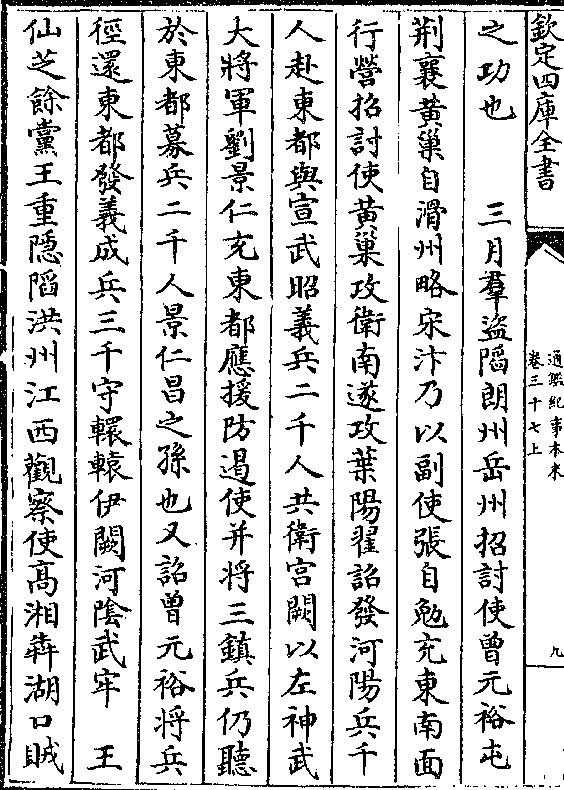 欽定四庫全書
通鑑紀事本末
卷三十七上
九
之功也　三月羣盜䧟朗州岳州招討使曾元裕屯
荆襄黄巢自滑州略宋汴乃以副使張自勉充東南面
行營招討使黄巢攻衛南遂攻葉陽翟詔發河陽兵千
人赴東都與宣武昭義兵二千人共衛宫闕以左神武
大將軍劉景仁充東都應援防遏使并將三鎮兵仍聽
於東都募兵二千人景仁昌之孫也又詔曾元裕將兵
徑還東都發義成兵三千守轘轅伊闕河隂武牢　王
仙芝餘黨王重隱䧟洪州江西觀察使髙湘犇湖口賊